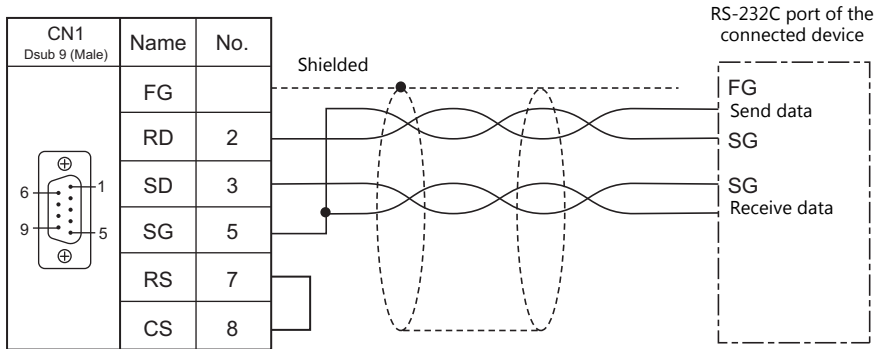 CN1
Dsub 9 (Male)
Name
No.
FG
RD 2
SD 3
SG 5
RS 7
CS 8
6
1
9
5
Shielded
RS-232C port of the
connected device
FG
Send data
SG
SG
Receive data